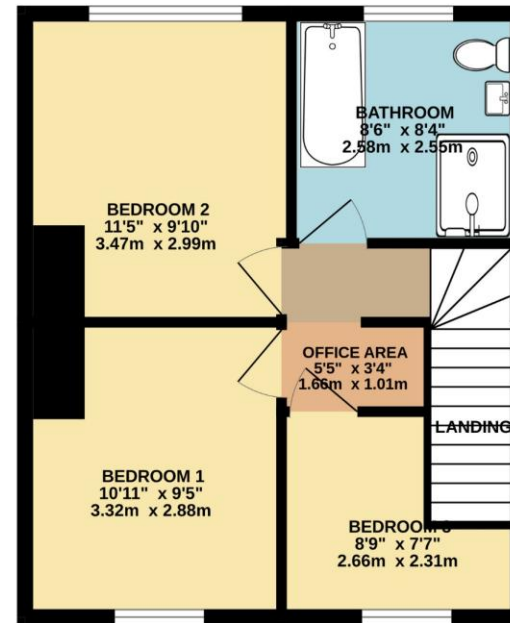 BATHROOM
8'6" x 8'4"
2.58m x 2.55m
BEDROOM 2
11'5" x 9'10"
3.47m x 2.99m
OFFICE AREA
5'5" x 3'4"
1.66m x 1.01m
LANDING
BEDROOM 1
10'11" x 9'5"
3.32m x 2.88m
BEDROOM 3
8'9" x 7'7"
2.66m x 2.31m